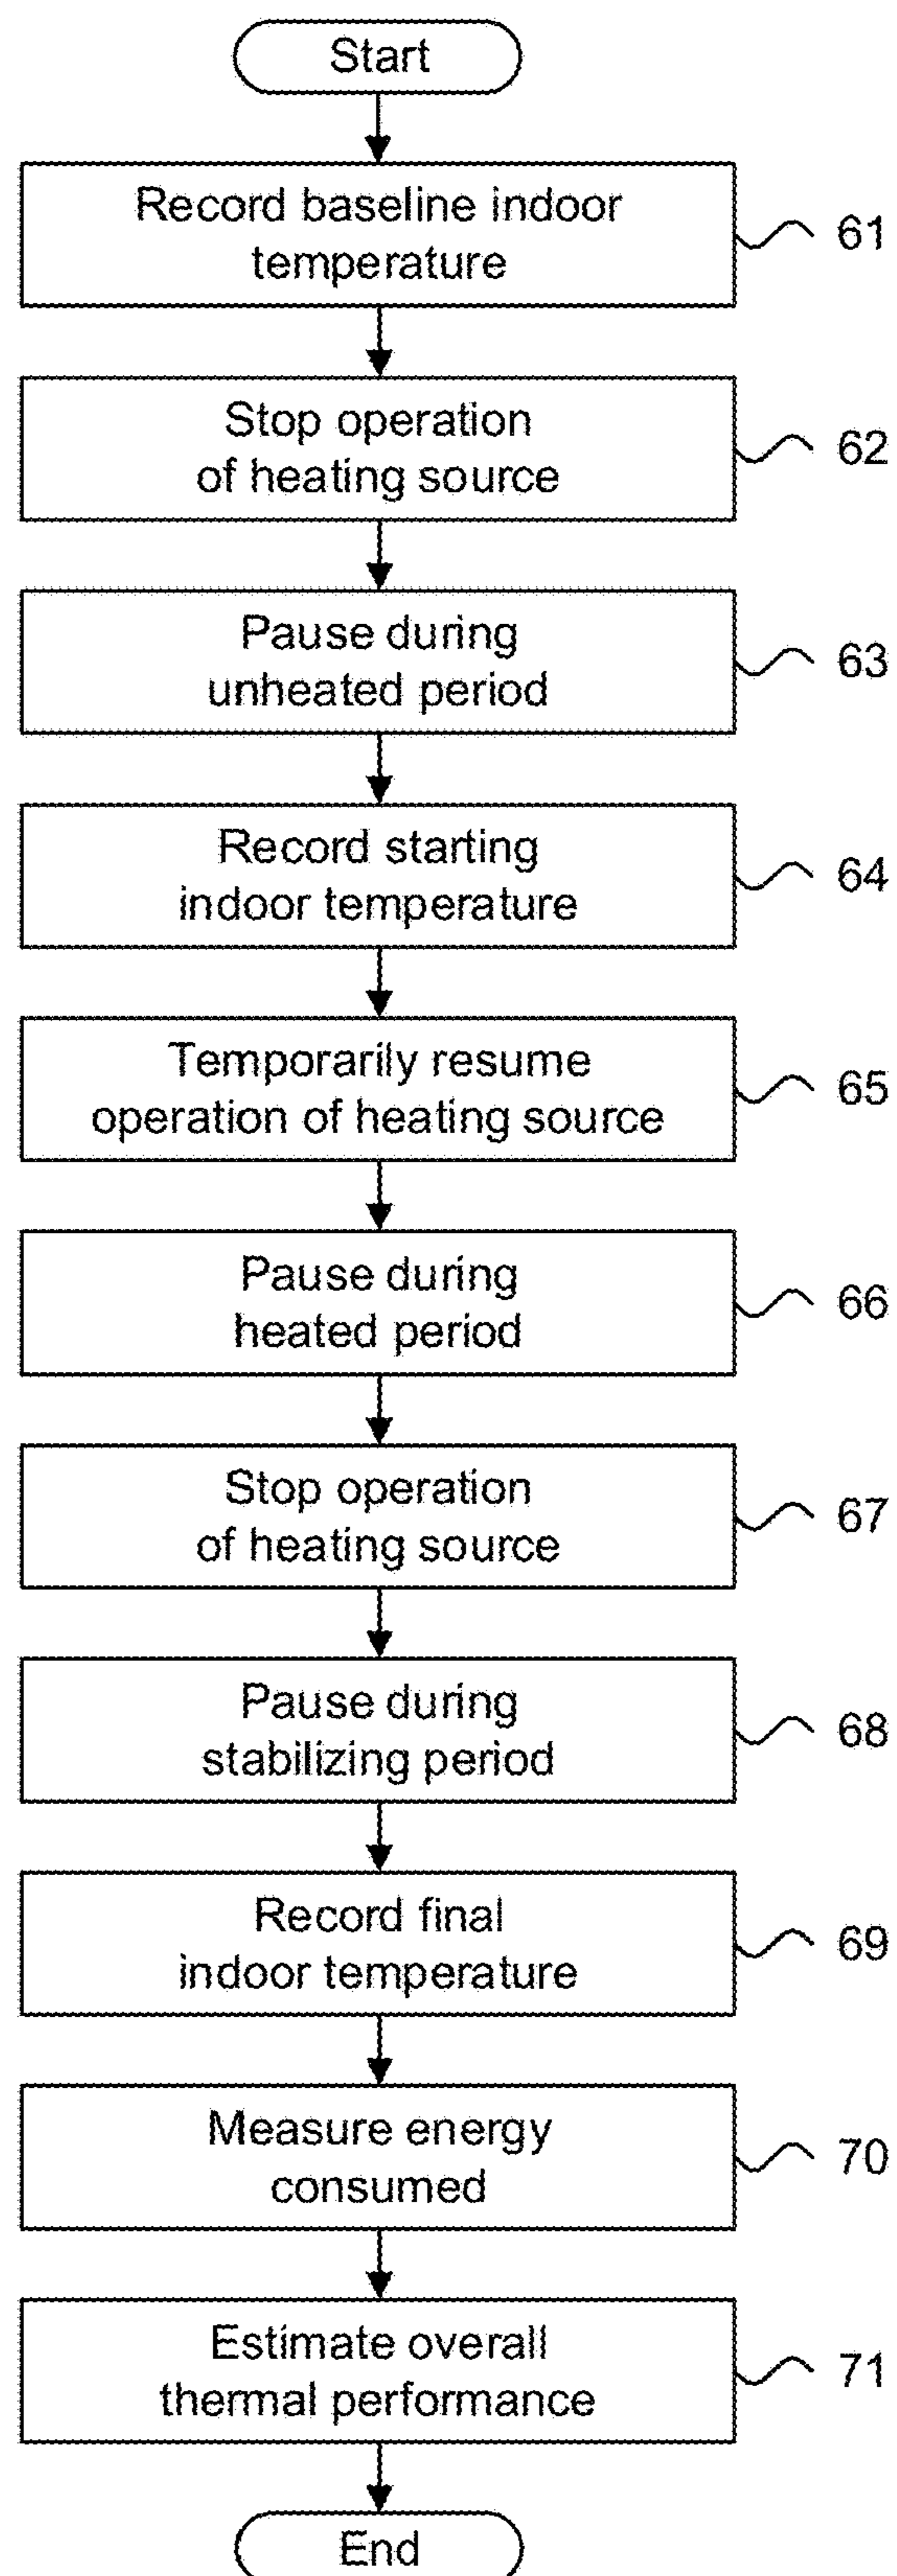 Start
Record baseline indoor
temperature
61
Stop operation
of heating source
62
Pause during
unheated period
63
Record starting
indoor temperature
64
Temporarily resume
operation of heating source
65
Pause during
heated period
66
Stop operation
of heating source
67
Pause during
stabilizing period
68
Record final
indoor temperature
69
Measure energy
consumed
70
Estimate overall
thermal performance
71
End